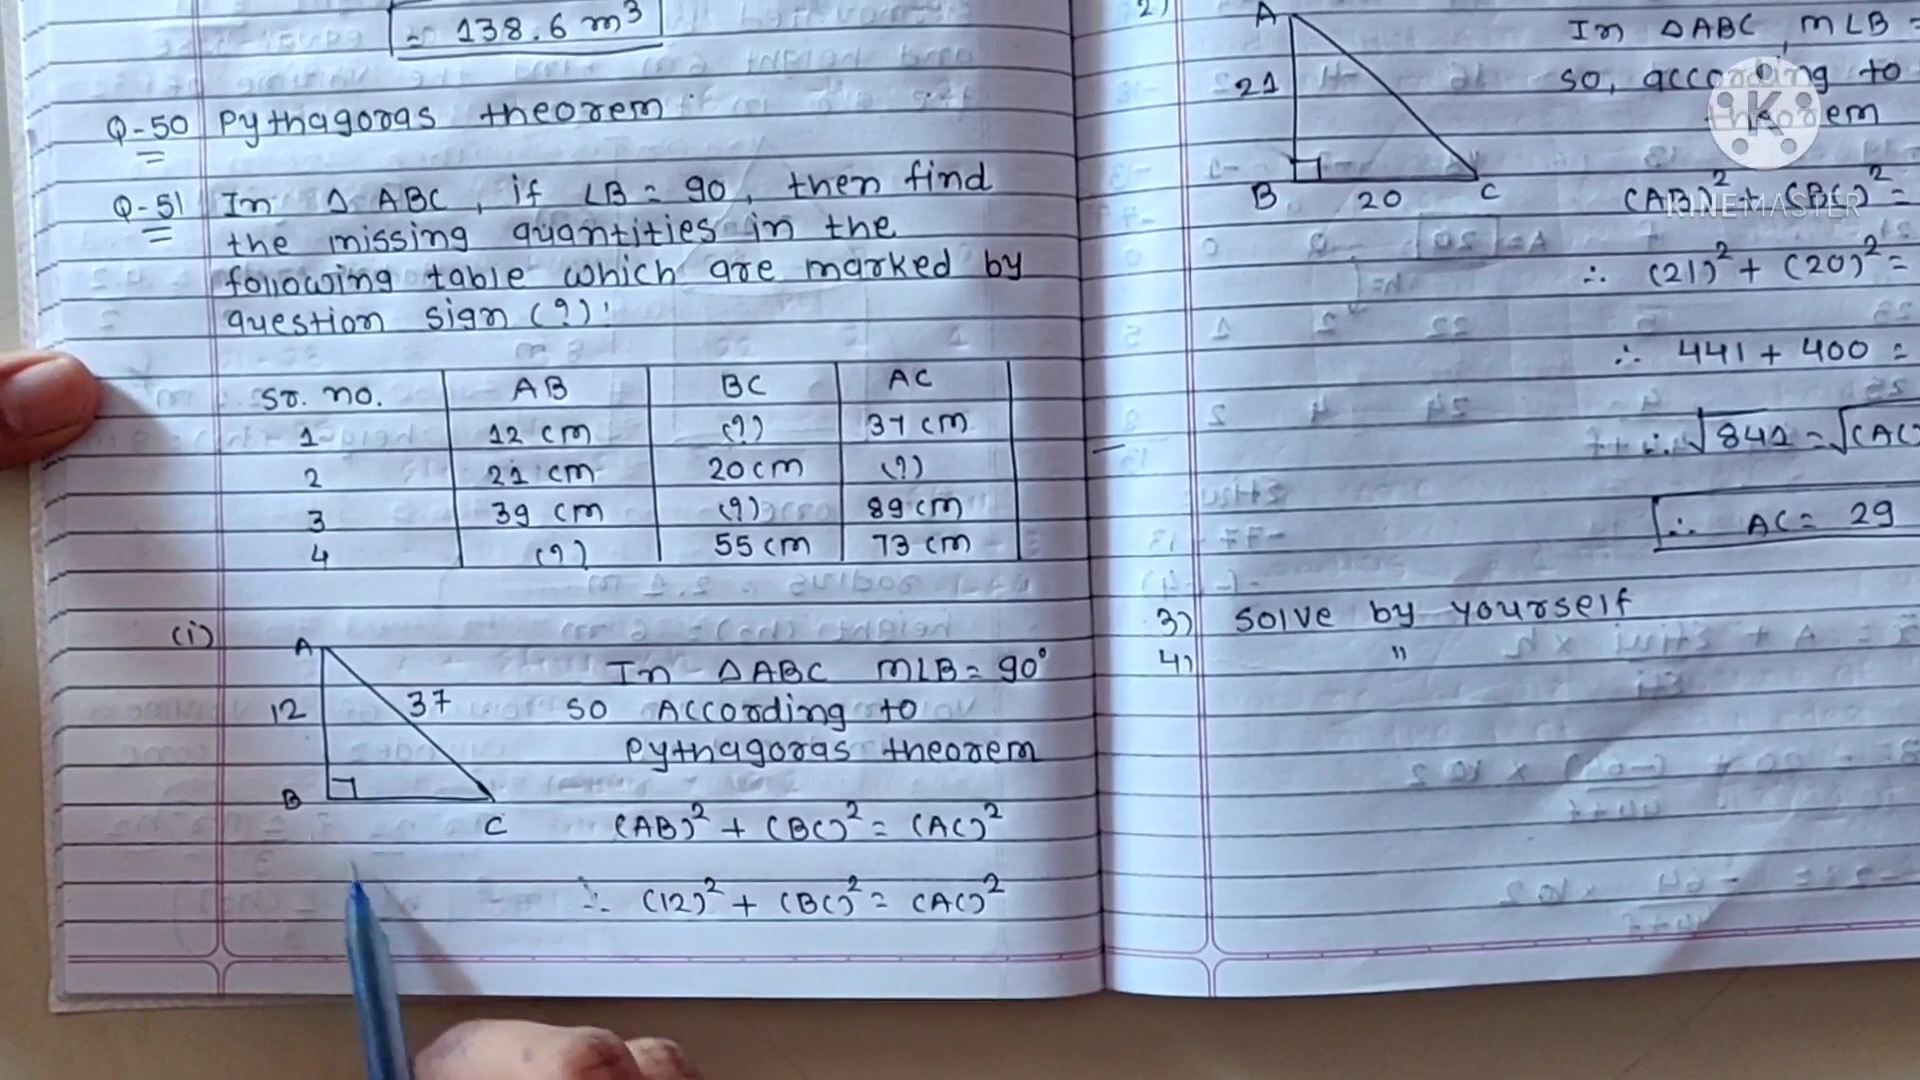 = 138.6 m³
Q-50 Pythagoras theorem
Q-51 In △ ABC, if ∠B = 90, then find
the missing quantities in the
following table which are marked by
question sign (?):
Sr. no. AB BC AC
1 12 cm (?) 37 cm
2 21 cm 20 cm (?)
3 39 cm (?) 89 cm
4 (?) 55 cm 73 cm
(i) A
12 37
B
C
In △ABC m∠B = 90°
so According to
Pythagoras theorem
(AB)² + (BC)² = (AC)²
∴ (12)² + (BC)² = (AC)²
2)
A
21
B 20 C
In △ABC, m∠B =
so, according to
theorem
(AB)² + (BC)² =
∴ (21)² + (20)² =
∴ 441 + 400 =
∴ √841 = √(AC)
∴ AC = 29
3) solve by yourself
4) "
K
KINEMASTER